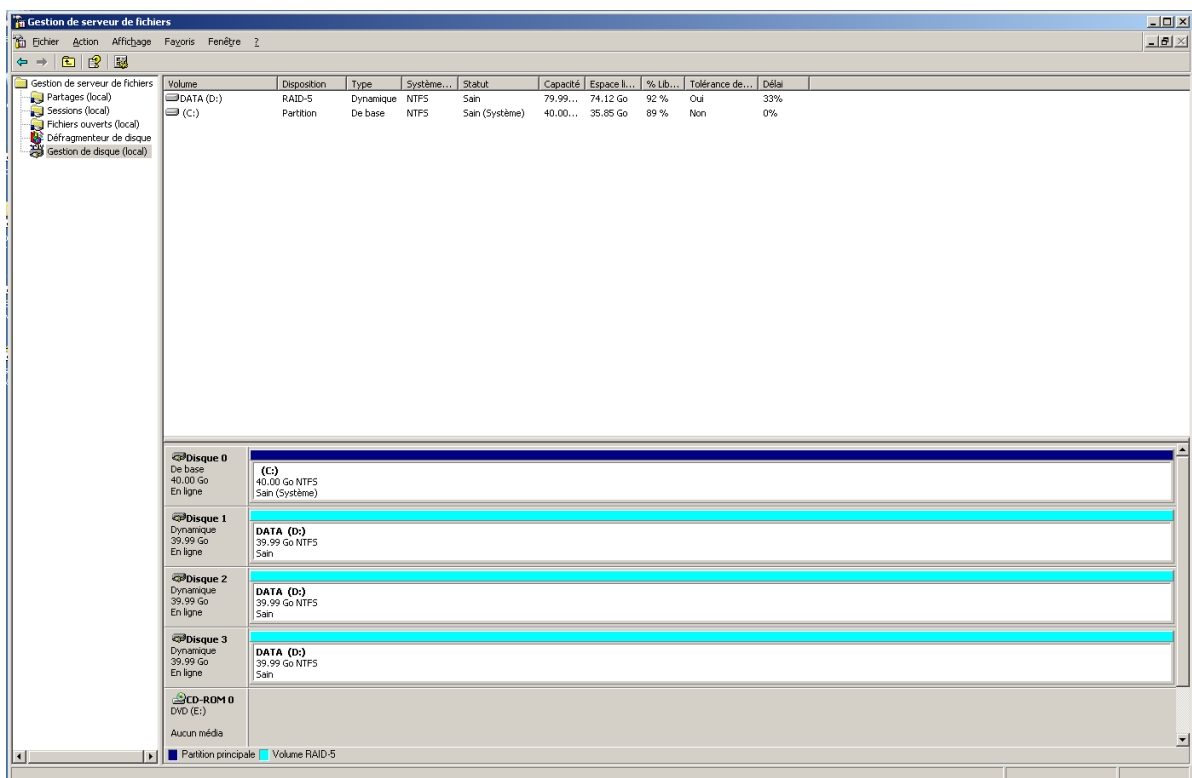 Gestion de serveur de fichiers
Fichier Action Affichage Favoris Fenêtre ?
Gestion de serveur de fichiers
Partages (local)
Sessions (local)
Fichiers ouverts (local)
Défragmenteur de disque
Gestion de disque (local)
Volume Disposition Type Système... Statut Capacité Espace li... % Lib... Tolérance de... Délai
DATA (D:) RAID-5 Dynamique NTFS Sain 79.99... 74.12 Go 92 % Oui 33%
(C:) Partition De base NTFS Sain (Système) 40.00... 35.85 Go 89 % Non 0%
Disque 0
De base
40.00 Go
En ligne
(C:)
40.00 Go NTFS
Sain (Système)
Disque 1
Dynamique
39.99 Go
En ligne
DATA (D:)
39.99 Go NTFS
Sain
Disque 2
Dynamique
39.99 Go
En ligne
DATA (D:)
39.99 Go NTFS
Sain
Disque 3
Dynamique
39.99 Go
En ligne
DATA (D:)
39.99 Go NTFS
Sain
CD-ROM 0
DVD (E:)
Aucun média
Partition principale Volume RAID-5